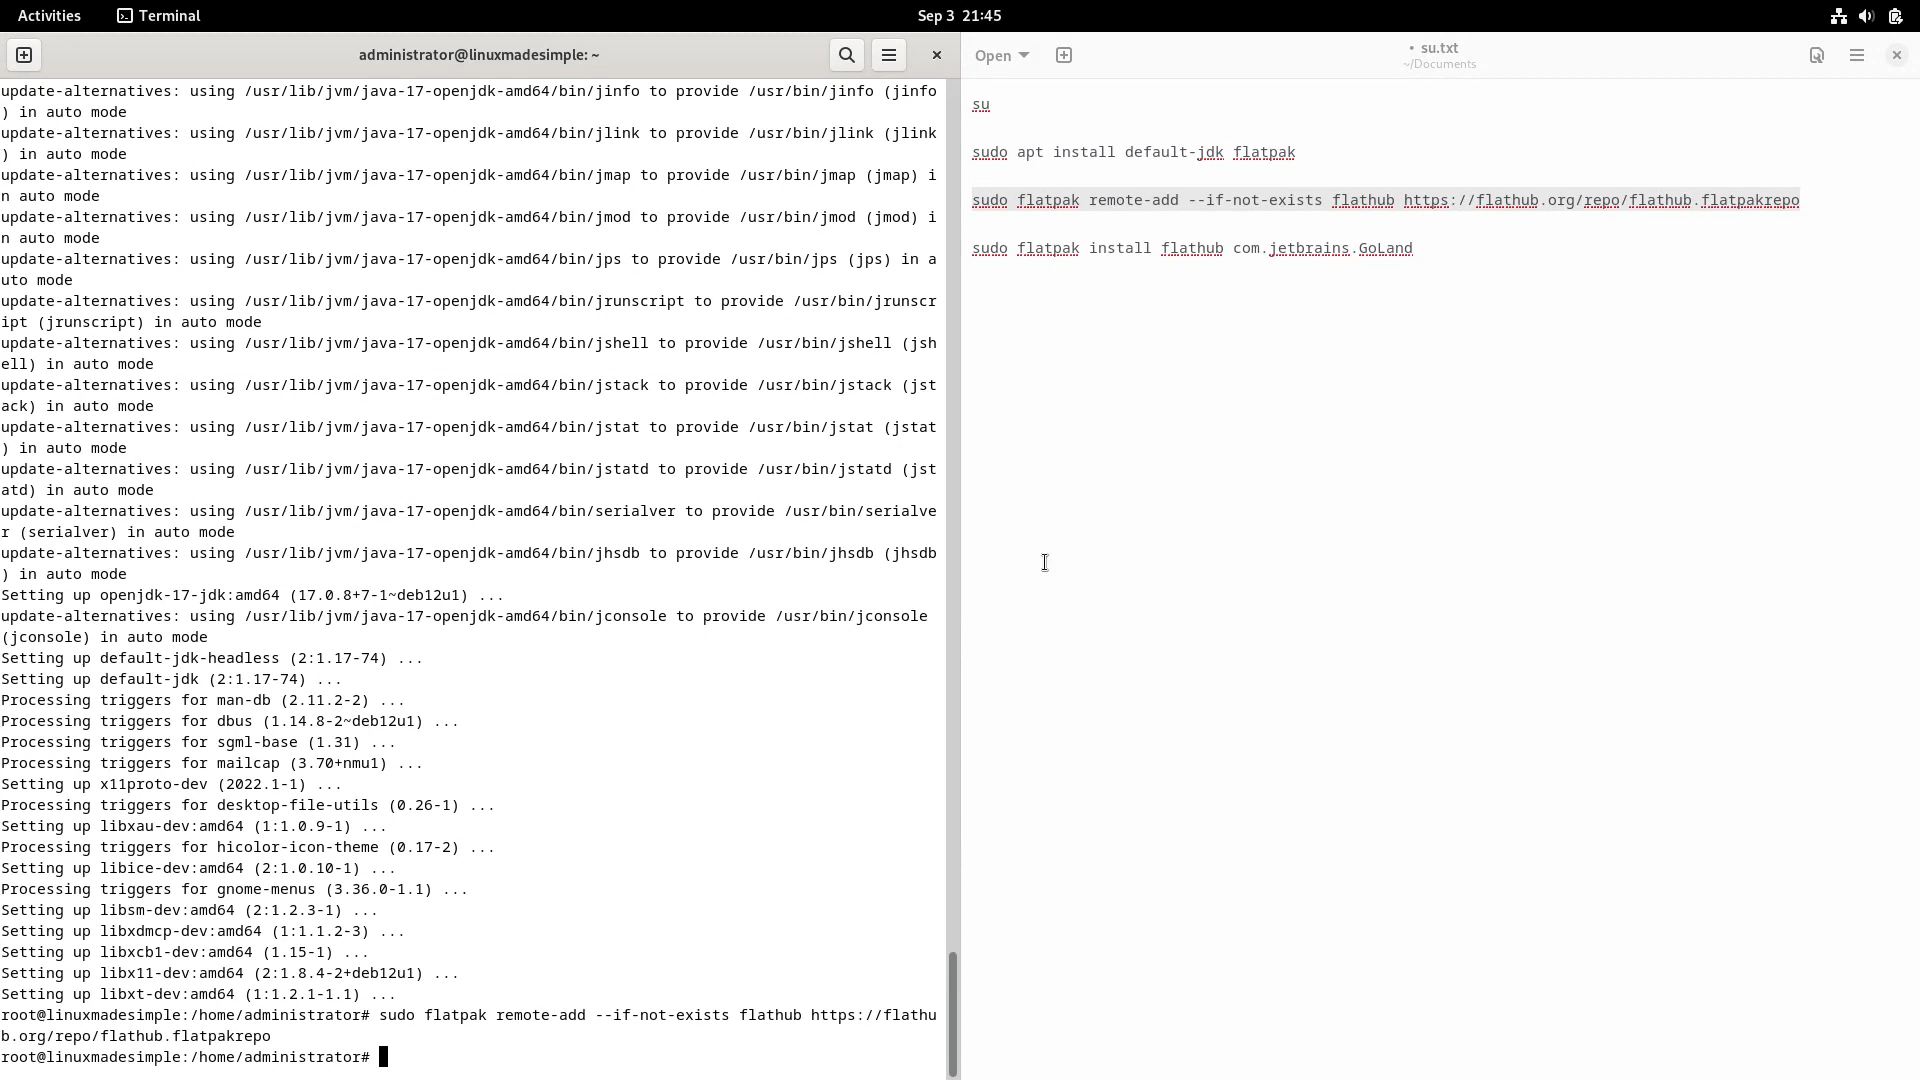 Activities
Terminal
Sep 3 21:45
administrator@linuxmadesimple: ~
update-alternatives: using /usr/lib/jvm/java-17-openjdk-amd64/bin/jinfo to provide /usr/bin/jinfo (jinfo
) in auto mode
update-alternatives: using /usr/lib/jvm/java-17-openjdk-amd64/bin/jlink to provide /usr/bin/jlink (jlink
) in auto mode
update-alternatives: using /usr/lib/jvm/java-17-openjdk-amd64/bin/jmap to provide /usr/bin/jmap (jmap) i
n auto mode
update-alternatives: using /usr/lib/jvm/java-17-openjdk-amd64/bin/jmod to provide /usr/bin/jmod (jmod) i
n auto mode
update-alternatives: using /usr/lib/jvm/java-17-openjdk-amd64/bin/jps to provide /usr/bin/jps (jps) in a
uto mode
update-alternatives: using /usr/lib/jvm/java-17-openjdk-amd64/bin/jrunscript to provide /usr/bin/jrunscr
ipt (jrunscript) in auto mode
update-alternatives: using /usr/lib/jvm/java-17-openjdk-amd64/bin/jshell to provide /usr/bin/jshell (jsh
ell) in auto mode
update-alternatives: using /usr/lib/jvm/java-17-openjdk-amd64/bin/jstack to provide /usr/bin/jstack (jst
ack) in auto mode
update-alternatives: using /usr/lib/jvm/java-17-openjdk-amd64/bin/jstat to provide /usr/bin/jstat (jstat
) in auto mode
update-alternatives: using /usr/lib/jvm/java-17-openjdk-amd64/bin/jstatd to provide /usr/bin/jstatd (jst
atd) in auto mode
update-alternatives: using /usr/lib/jvm/java-17-openjdk-amd64/bin/serialver to provide /usr/bin/serialve
r (serialver) in auto mode
update-alternatives: using /usr/lib/jvm/java-17-openjdk-amd64/bin/jhsdb to provide /usr/bin/jhsdb (jhsdb
) in auto mode
Setting up openjdk-17-jdk:amd64 (17.0.8+7-1~deb12u1) ...
update-alternatives: using /usr/lib/jvm/java-17-openjdk-amd64/bin/jconsole to provide /usr/bin/jconsole
(jconsole) in auto mode
Setting up default-jdk-headless (2:1.17-74) ...
Setting up default-jdk (2:1.17-74) ...
Processing triggers for man-db (2.11.2-2) ...
Processing triggers for dbus (1.14.8-2~deb12u1) ...
Processing triggers for sgml-base (1.31) ...
Processing triggers for mailcap (3.70+nmu1) ...
Setting up x11proto-dev (2022.1-1) ...
Processing triggers for desktop-file-utils (0.26-1) ...
Setting up libxau-dev:amd64 (1:1.0.9-1) ...
Processing triggers for hicolor-icon-theme (0.17-2) ...
Setting up libice-dev:amd64 (2:1.0.10-1) ...
Processing triggers for gnome-menus (3.36.0-1.1) ...
Setting up libsm-dev:amd64 (2:1.2.3-1) ...
Setting up libxdmcp-dev:amd64 (1:1.1.2-3) ...
Setting up libxcb1-dev:amd64 (1.15-1) ...
Setting up libx11-dev:amd64 (2:1.8.4-2+deb12u1) ...
Setting up libxt-dev:amd64 (1:1.2.1-1.1) ...
root@linuxmadesimple:/home/administrator# sudo flatpak remote-add --if-not-exists flathub https://flathu
b.org/repo/flathub.flatpakrepo
root@linuxmadesimple:/home/administrator#
Open
• su.txt
~/Documents
su
sudo apt install default-jdk flatpak
sudo flatpak remote-add --if-not-exists flathub https://flathub.org/repo/flathub.flatpakrepo
sudo flatpak install flathub com.jetbrains.GoLand